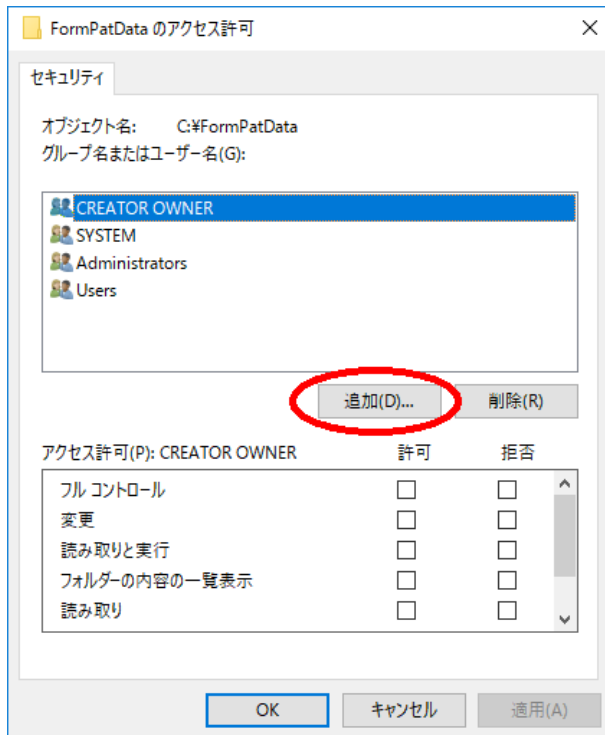 FormPatData のアクセス許可
セキュリティ
オブジェクト名: C:¥FormPatData
グループ名またはユーザー名(G):
CREATOR OWNER
SYSTEM
Administrators
Users
追加(D)... 削除(R)
アクセス許可(P): CREATOR OWNER 許可 拒否
フル コントロール
変更
読み取りと実行
フォルダーの内容の一覧表示
読み取り
OK キャンセル 適用(A)